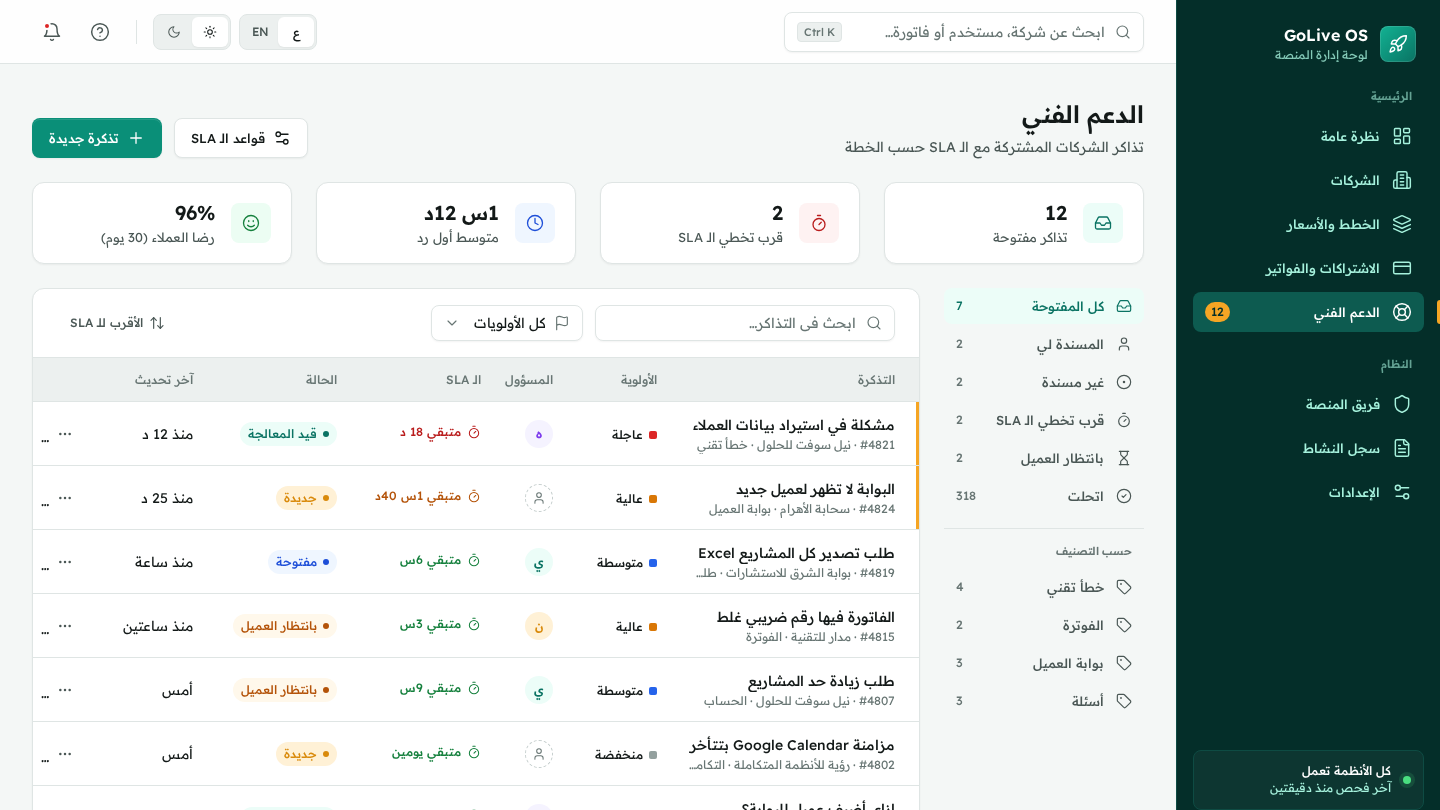 GoLive OS
لوحة إدارة المنصة
الرئيسية
نظرة عامة
الشركات
الخطط والأسعار
الاشتراكات والفواتير
الدعم الفني
12
النظام
فريق المنصة
سجل النشاط
الإعدادات
كل الأنظمة تعمل
آخر فحص منذ دقيقتين
ابحث عن شركة، مستخدم أو فاتورة...
Ctrl K
ع
EN
الدعم الفني
تذاكر الشركات المشتركة مع الـ SLA حسب الخطة
قواعد الـ SLA
تذكرة جديدة
12
تذاكر مفتوحة
2
قرب تخطي الـ SLA
1س 12د
متوسط أول رد
96%
رضا العملاء (30 يوم)
كل المفتوحة 7
المسندة لي 2
غير مسندة 2
قرب تخطي الـ SLA 2
بانتظار العميل 2
اتحلت 318
حسب التصنيف
خطأ تقني 4
الفوترة 2
بوابة العميل 3
أسئلة 3
ابحث في التذاكر...
كل الأولويات
الأقرب للـ SLA
التذكرة الأولوية المسؤول الـ SLA الحالة آخر تحديث
مشكلة في استيراد بيانات العملاء
#4821 · نيل سوفت للحلول · خطأ تقني
عاجلة ه متبقي 18 د قيد المعالجة منذ 12 د ...
البوابة لا تظهر لعميل جديد
#4824 · سحابة الأهرام · بوابة العميل
عالية متبقي 1س 40د جديدة منذ 25 د ...
طلب تصدير كل المشاريع Excel
#4819 · بوابة الشرق للاستشارات · طلـ...
متوسطة ي متبقي 6س مفتوحة منذ ساعة ...
الفاتورة فيها رقم ضريبي غلط
#4815 · مدار للتقنية · الفوترة
عالية ن متبقي 3س بانتظار العميل منذ ساعتين ...
طلب زيادة حد المشاريع
#4807 · نيل سوفت للحلول · الحساب
متوسطة ي متبقي 9س بانتظار العميل أمس ...
مزامنة Google Calendar بتتأخر
#4802 · رؤية للأنظمة المتكاملة · التكامـ...
منخفضة متبقي يومين جديدة أمس ...